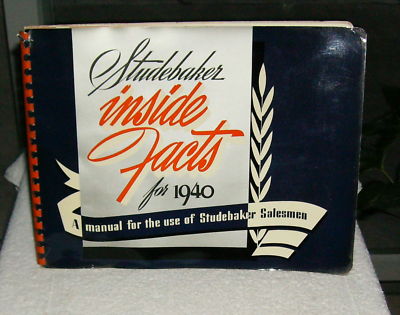 Studebaker
inside
Facts
for 1940
A manual for the use of Studebaker Salesmen